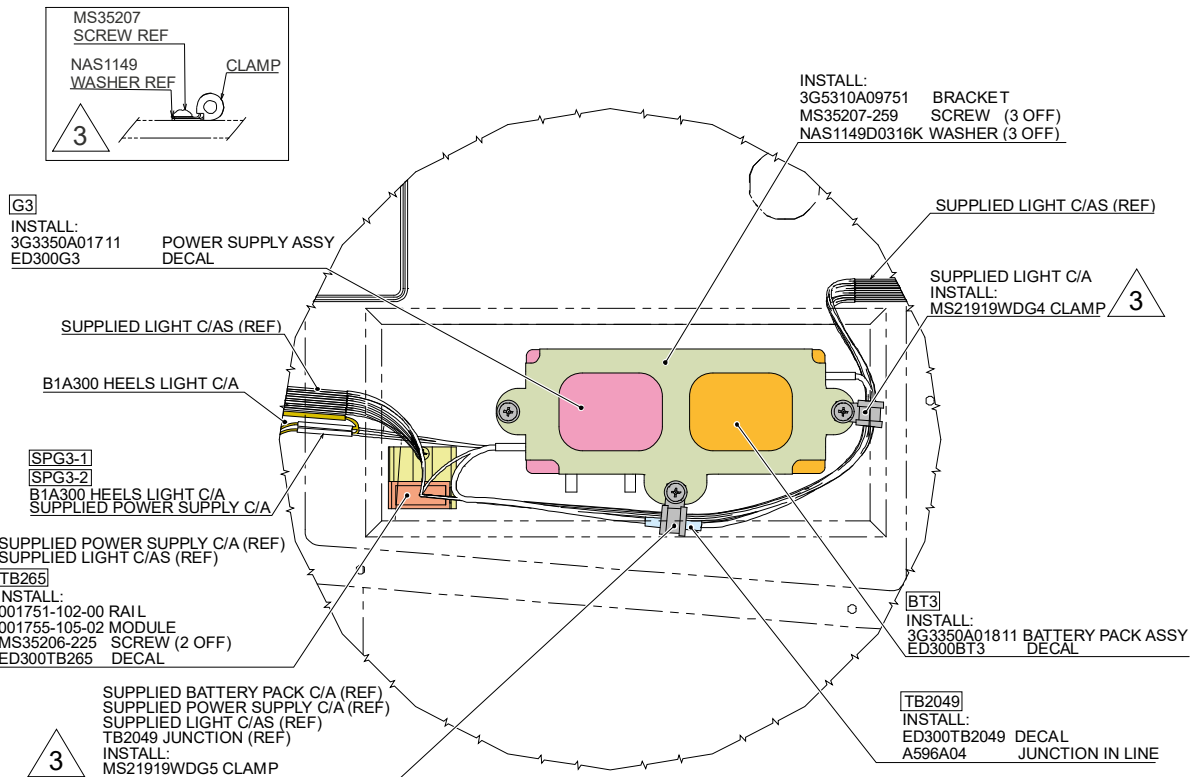 MS35207
SCREW REF
NAS1149
WASHER REF
CLAMP
3
INSTALL:
3G5310A09751 BRACKET
MS35207-259 SCREW (3 OFF)
NAS1149D0316K WASHER (3 OFF)
G3
INSTALL:
3G3350A01711 POWER SUPPLY ASSY
ED300G3 DECAL
SUPPLIED LIGHT C/AS (REF)
SUPPLIED LIGHT C/A
INSTALL:
MS21919WDG4 CLAMP
3
SUPPLIED LIGHT C/AS (REF)
B1A300 HEELS LIGHT C/A
SPG3-1
SPG3-2
B1A300 HEELS LIGHT C/A
SUPPLIED POWER SUPPLY C/A
SUPPLIED POWER SUPPLY C/A (REF)
SUPPLIED LIGHT C/AS (REF)
TB265
INSTALL:
001751-102-00 RAIL
001755-105-02 MODULE
MS35206-225 SCREW (2 OFF)
ED300TB265 DECAL
BT3
INSTALL:
3G3350A01811 BATTERY PACK ASSY
ED300BT3 DECAL
SUPPLIED BATTERY PACK C/A (REF)
SUPPLIED POWER SUPPLY C/A (REF)
SUPPLIED LIGHT C/AS (REF)
TB2049 JUNCTION (REF)
INSTALL:
MS21919WDG5 CLAMP
3
TB2049
INSTALL:
ED300TB2049 DECAL
A596A04 JUNCTION IN LINE